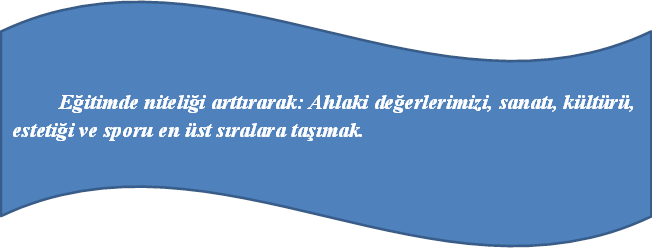 Eğitimde niteliği arttırarak: Ahlaki değerlerimizi, sanatı, kültürü,
estetiği ve sporu en üst sıralara taşımak.